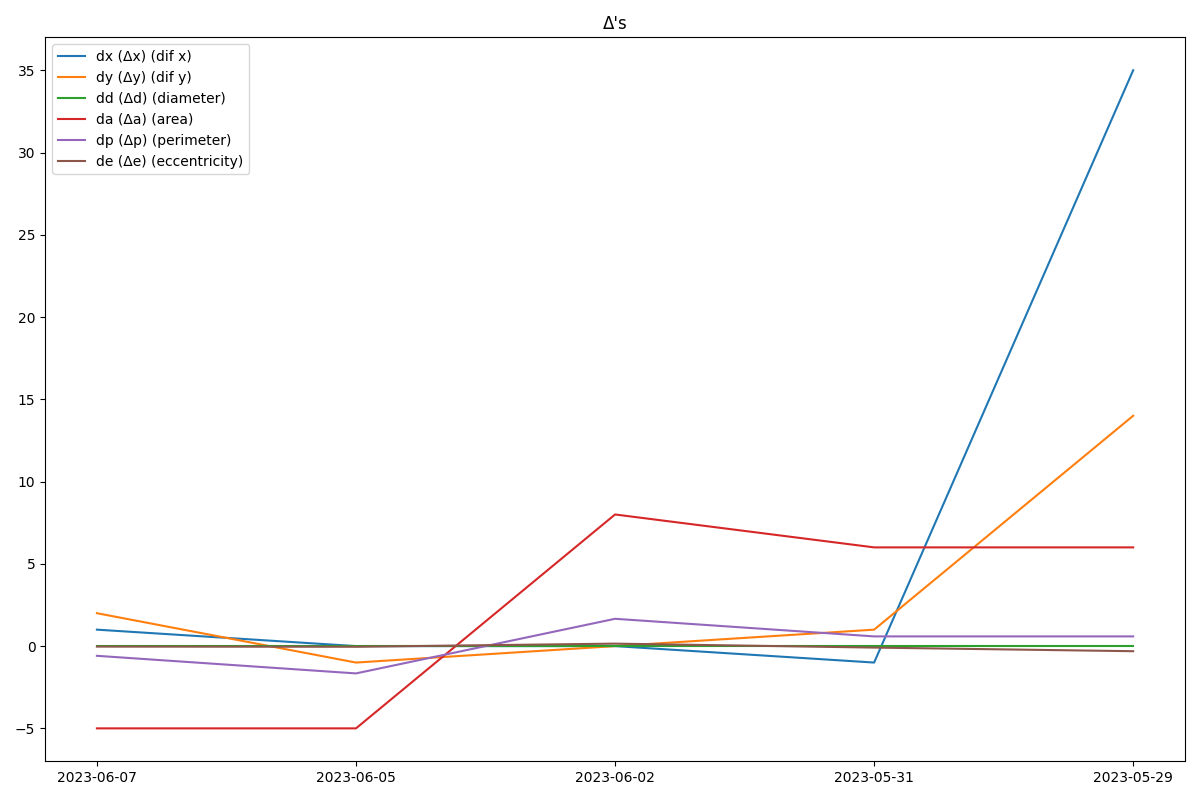 Δ's
dx (Δx) (dif x)
dy (Δy) (dif y)
dd (Δd) (diameter)
da (Δa) (area)
dp (Δp) (perimeter)
de (Δe) (eccentricity)
35
30
25
20
15
10
5
0
−5
2023-06-07 2023-06-05 2023-06-02 2023-05-31 2023-05-29